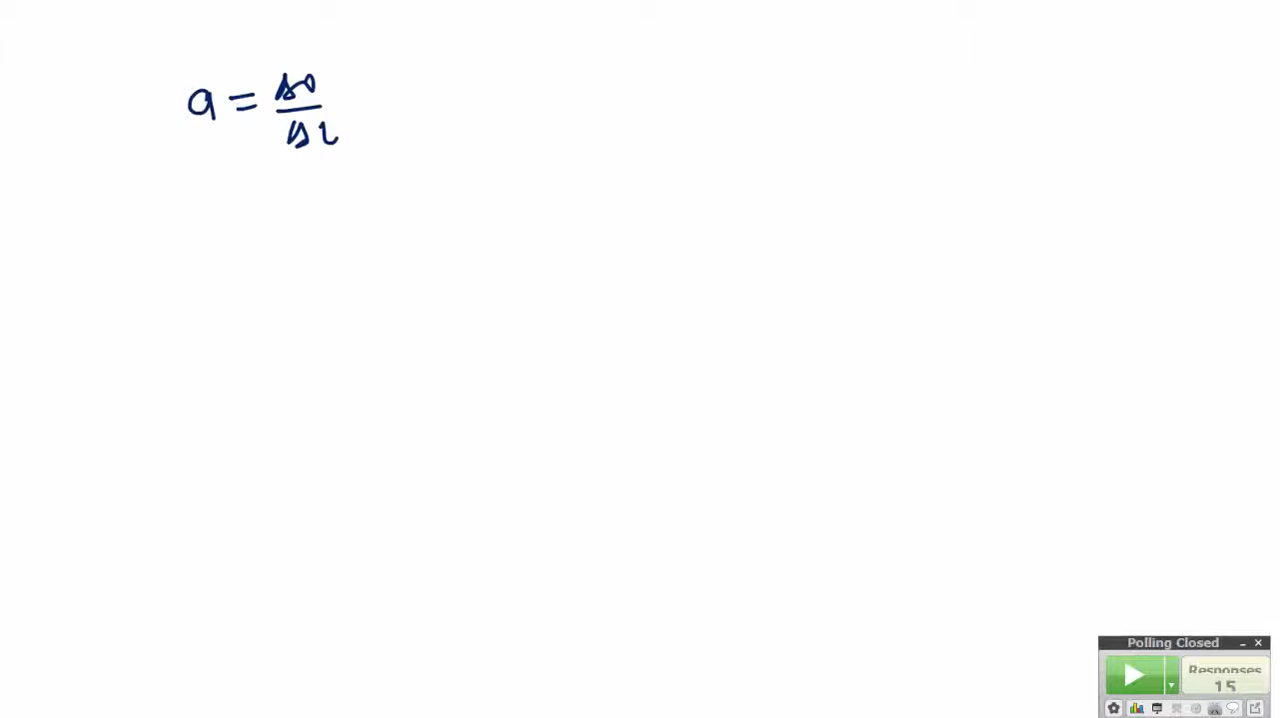 a = Δv / Δt
Polling Closed
Responses
15